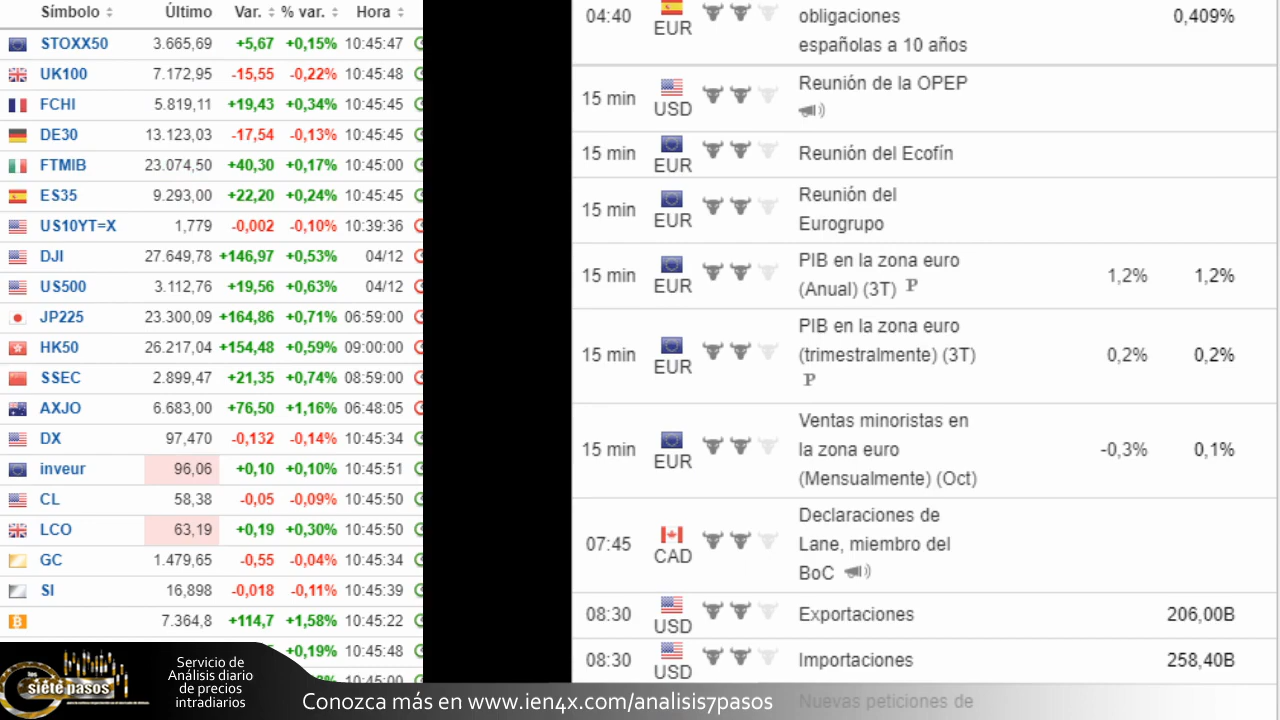 Símbolo Último Var. % var. Hora
STOXX50 3.665,69 +5,67 +0,15% 10:45:47
UK100 7.172,95 -15,55 -0,22% 10:45:48
FCHI 5.819,11 +19,43 +0,34% 10:45:45
DE30 13.123,03 -17,54 -0,13% 10:45:45
FTMIB 23.074,50 +40,30 +0,17% 10:45:00
ES35 9.293,00 +22,20 +0,24% 10:45:45
US10YT=X 1,779 -0,002 -0,10% 10:39:36
DJI 27.649,78 +146,97 +0,53% 04/12
US500 3.112,76 +19,56 +0,63% 04/12
JP225 23.300,09 +164,86 +0,71% 06:59:00
HK50 26.217,04 +154,48 +0,59% 09:00:00
SSEC 2.899,47 +21,35 +0,74% 08:59:00
AXJO 6.683,00 +76,50 +1,16% 06:48:05
DX 97,470 -0,132 -0,14% 10:45:34
inveur 96,06 +0,10 +0,10% 10:45:51
CL 58,38 -0,05 -0,09% 10:45:50
LCO 63,19 +0,19 +0,30% 10:45:50
GC 1.479,65 -0,55 -0,04% 10:45:34
SI 16,898 -0,018 -0,11% 10:45:39
7.364,8 +114,7 +1,58% 10:45:22
+0,19% 10:45:48
04:40 EUR obligaciones
españolas a 10 años
0,409%
15 min USD Reunión de la OPEP
15 min EUR Reunión del Ecofín
15 min EUR Reunión del
Eurogrupo
15 min EUR PIB en la zona euro
(Anual) (3T) P
1,2% 1,2%
15 min EUR PIB en la zona euro
(trimestralmente) (3T)
P
0,2% 0,2%
15 min EUR Ventas minoristas en
la zona euro
(Mensualmente) (Oct)
-0,3% 0,1%
07:45 CAD Declaraciones de
Lane, miembro del
BoC
08:30 USD Exportaciones 206,00B
08:30 USD Importaciones 258,40B
Nuevas peticiones de
los
siete pasos
Servicio de
Análisis diario
de precios
intradiarios
Conozca más en www.ien4x.com/analisis7pasos